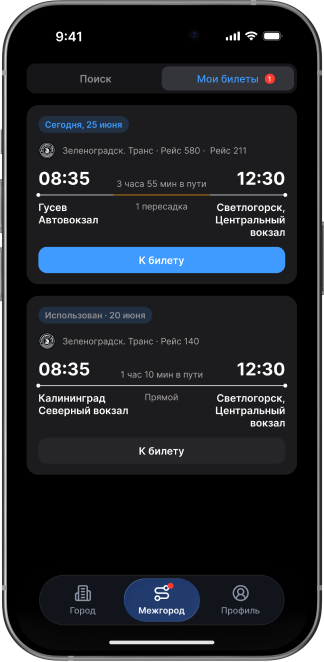 9:41
Поиск
Мои билеты 1
Сегодня, 25 июня
Зеленоградск. Транс · Рейс 580 · Рейс 211
08:35 3 часа 55 мин в пути 12:30
Гусев 1 пересадка Светлогорск,
Автовокзал Центральный
вокзал
К билету
Использован · 20 июня
Зеленоградск. Транс · Рейс 140
08:35 1 час 10 мин в пути 12:30
Калининград Прямой Светлогорск,
Северный вокзал Центральный
вокзал
К билету
Город Межгород Профиль